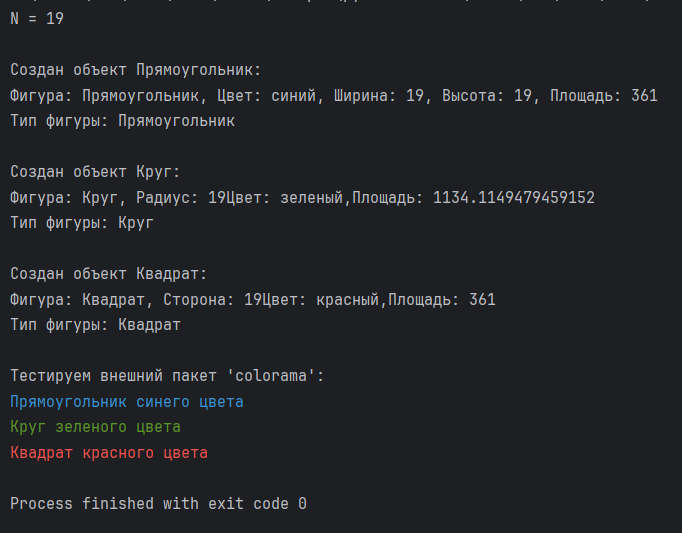 N = 19
Создан объект Прямоугольник:
Фигура: Прямоугольник, Цвет: синий, Ширина: 19, Высота: 19, Площадь: 361
Тип фигуры: Прямоугольник
Создан объект Круг:
Фигура: Круг, Радиус: 19Цвет: зеленый,Площадь: 1134.1149479459152
Тип фигуры: Круг
Создан объект Квадрат:
Фигура: Квадрат, Сторона: 19Цвет: красный,Площадь: 361
Тип фигуры: Квадрат
Тестируем внешний пакет 'colorama':
Прямоугольник синего цвета
Круг зеленого цвета
Квадрат красного цвета
Process finished with exit code 0